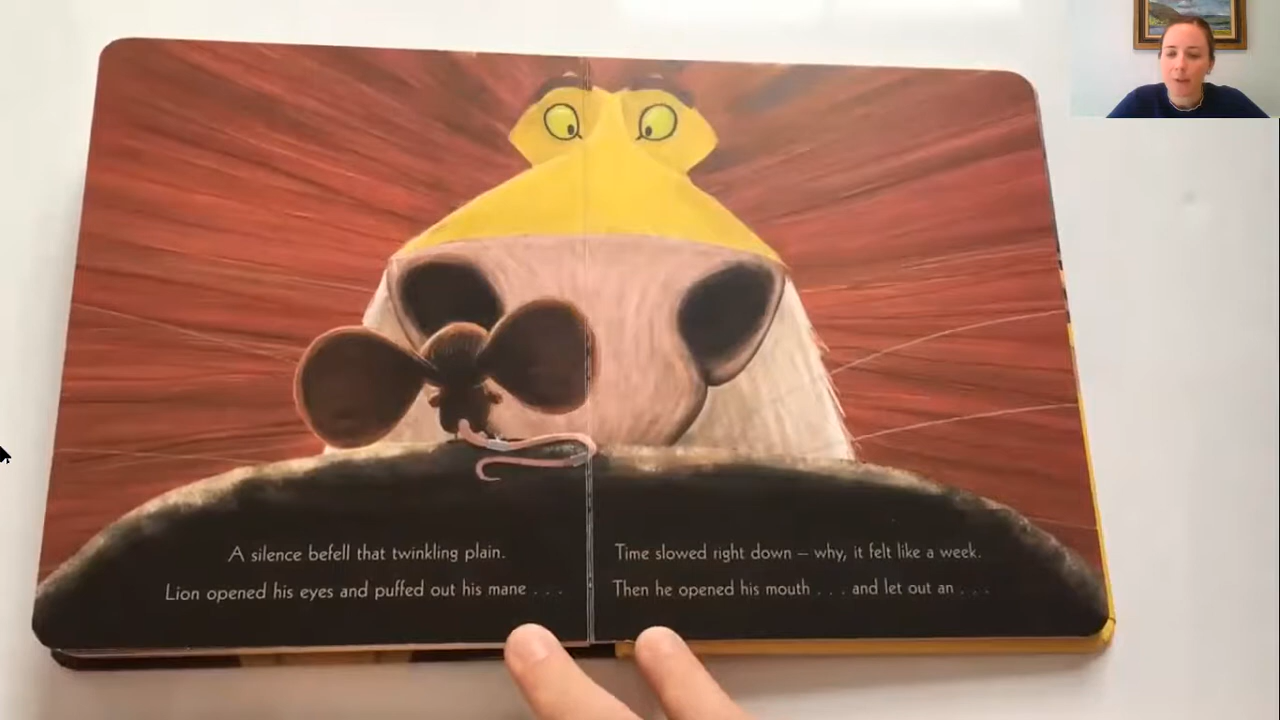 A silence befell that twinkling plain.
Lion opened his eyes and puffed out his mane . . .
Time slowed right down – why, it felt like a week.
Then he opened his mouth . . . and let out an . . .